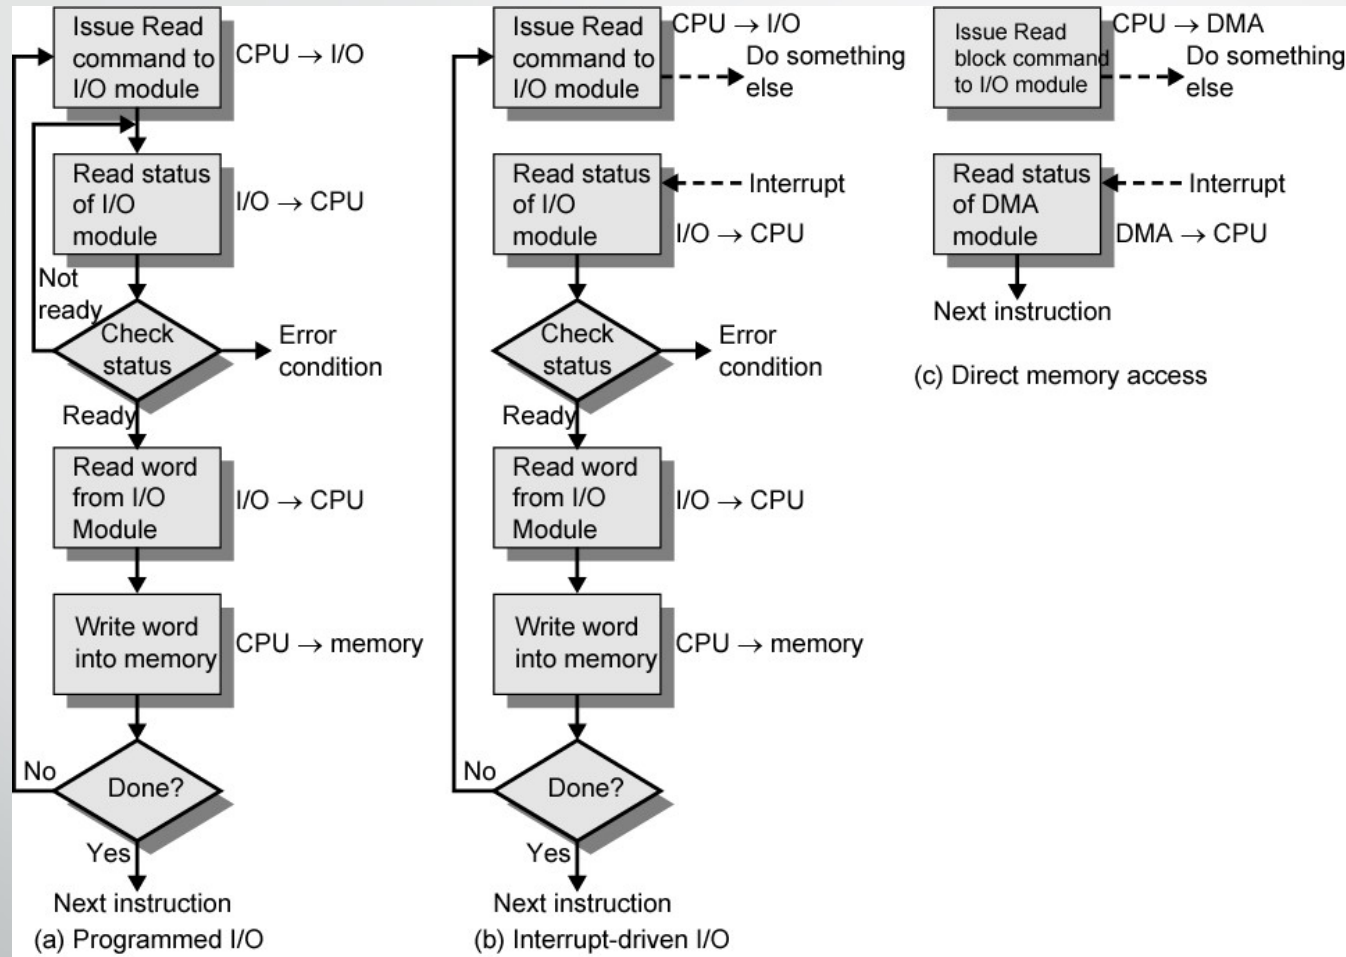 Issue Read
command to
I/O module
CPU → I/O
Read status
of I/O
module
I/O → CPU
Not
ready
Check
status
Error
condition
Ready
Read word
from I/O
Module
I/O → CPU
Write word
into memory
CPU → memory
No
Done?
Yes
Next instruction
(a) Programmed I/O
Issue Read
command to
I/O module
CPU → I/O
Do something
else
Read status
of I/O
module
Interrupt
I/O → CPU
Check
status
Error
condition
Ready
Read word
from I/O
Module
I/O → CPU
Write word
into memory
CPU → memory
No
Done?
Yes
Next instruction
(b) Interrupt-driven I/O
Issue Read
block command
to I/O module
CPU → DMA
Do something
else
Read status
of DMA
module
Interrupt
DMA → CPU
Next instruction
(c) Direct memory access